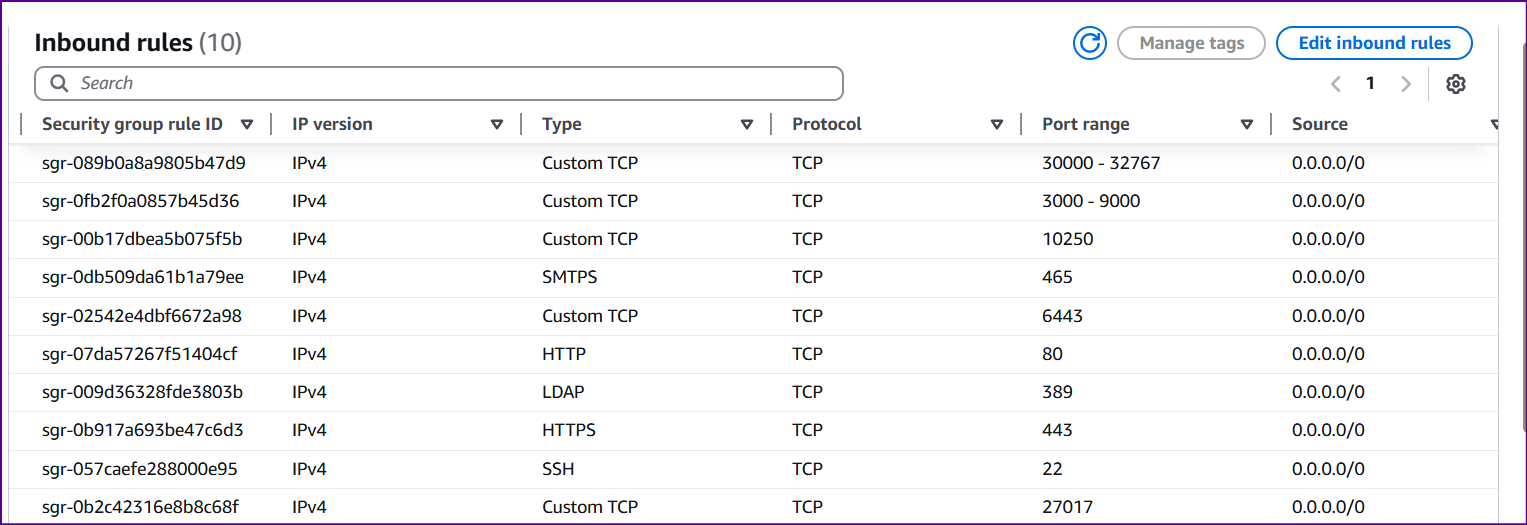 Inbound rules (10) Manage tags Edit inbound rules
Search 1
Security group rule ID IP version Type Protocol Port range Source
sgr-089b0a8a9805b47d9 IPv4 Custom TCP TCP 30000 - 32767 0.0.0.0/0
sgr-0fb2f0a0857b45d36 IPv4 Custom TCP TCP 3000 - 9000 0.0.0.0/0
sgr-00b17dbea5b075f5b IPv4 Custom TCP TCP 10250 0.0.0.0/0
sgr-0db509da61b1a79ee IPv4 SMTPS TCP 465 0.0.0.0/0
sgr-02542e4dbf6672a98 IPv4 Custom TCP TCP 6443 0.0.0.0/0
sgr-07da57267f51404cf IPv4 HTTP TCP 80 0.0.0.0/0
sgr-009d36328fde3803b IPv4 LDAP TCP 389 0.0.0.0/0
sgr-0b917a693be47c6d3 IPv4 HTTPS TCP 443 0.0.0.0/0
sgr-057caefe288000e95 IPv4 SSH TCP 22 0.0.0.0/0
sgr-0b2c42316e8b8c68f IPv4 Custom TCP TCP 27017 0.0.0.0/0